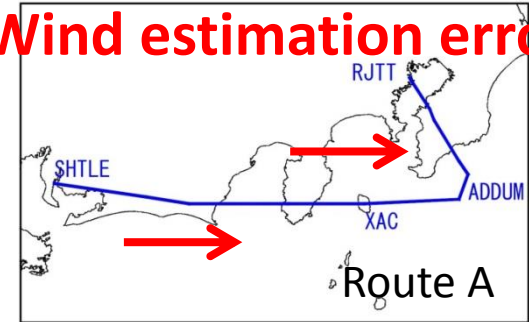 Wind estimation erro
RJTT
SHTLE
ADDUM
XAC
Route A